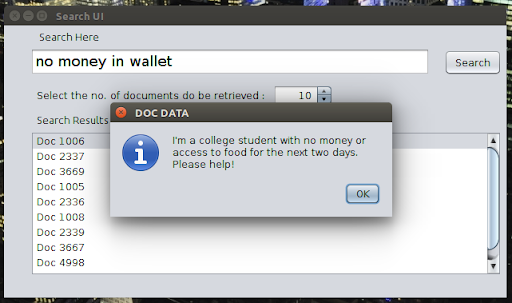 Search UI
Search Here
no money in wallet
Search
Select the no. of documents do be retrieved :
10
Search Results
DOC DATA
I'm a college student with no money or
access to food for the next two days.
Please help!
OK
Doc 1006
Doc 2337
Doc 3669
Doc 1005
Doc 2336
Doc 1008
Doc 2339
Doc 3667
Doc 4998